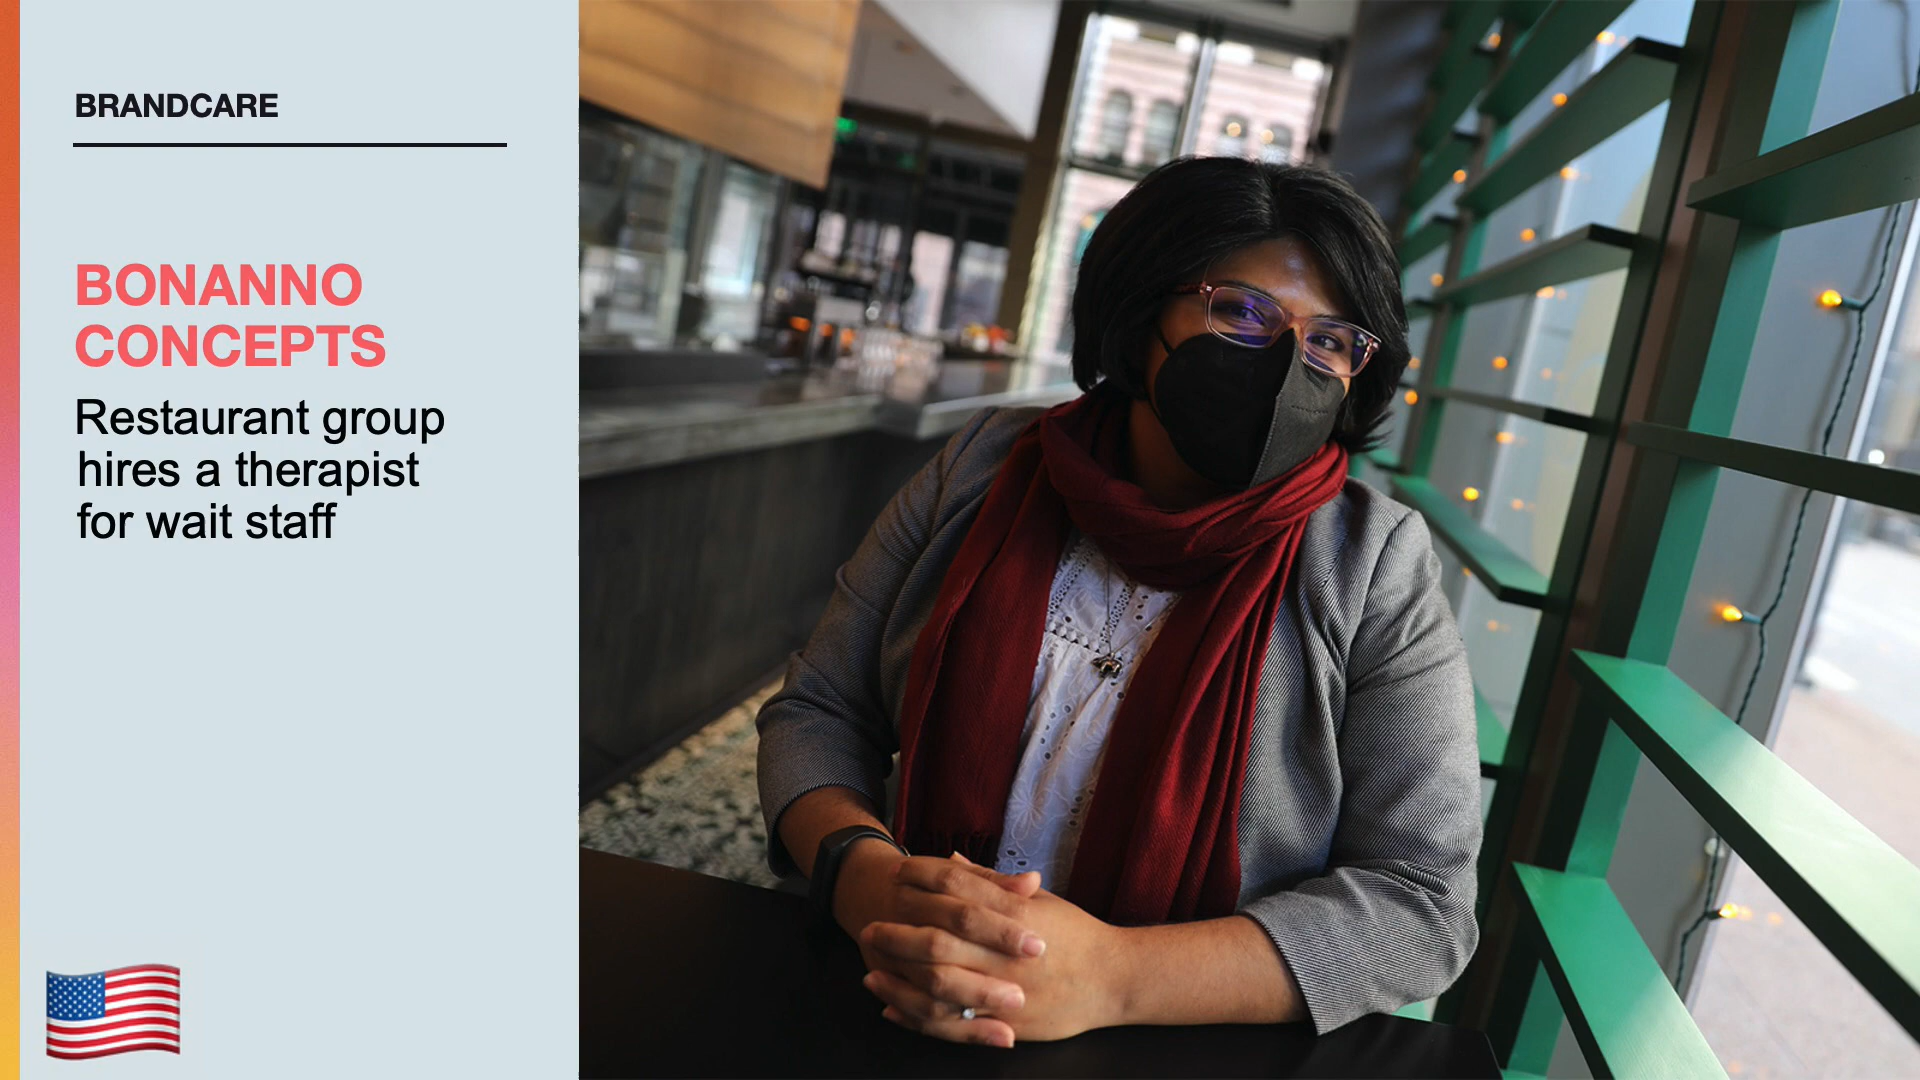 BRANDCARE
BONANNO
CONCEPTS
Restaurant group
hires a therapist
for wait staff